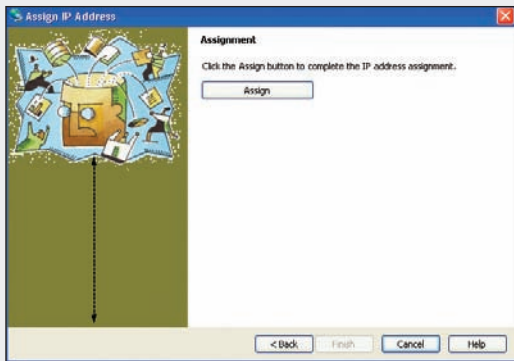 Assign IP Address
Assignment
Click the Assign button to complete the IP address assignment.
Assign
< Back
Finish
Cancel
Help